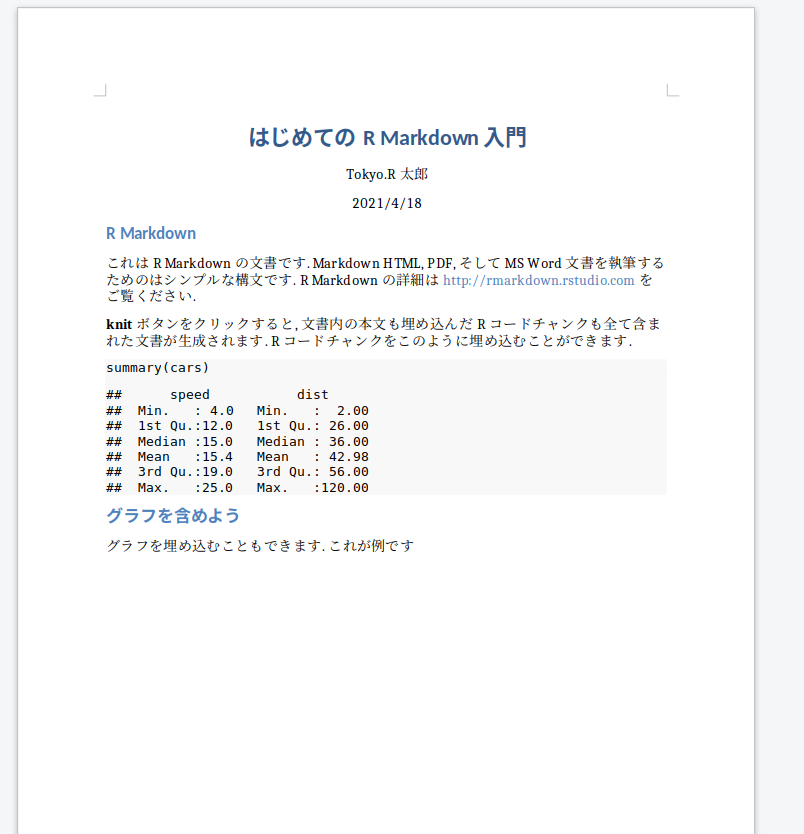 はじめての R Markdown 入門
Tokyo.R 太郎
2021/4/18
R Markdown
これは R Markdown の文書です. Markdown HTML, PDF, そして MS Word 文書を執筆する
ためのはシンプルな構文です. R Markdown の詳細は http://rmarkdown.rstudio.com を
ご覧ください.
knit ボタンをクリックすると, 文書内の本文も埋め込んだ R コードチャンクも全て含ま
れた文書が生成されます. R コードチャンクをこのように埋め込むことができます.
summary(cars)
##      speed           dist
##  Min.   : 4.0   Min.   :  2.00
##  1st Qu.:12.0   1st Qu.: 26.00
##  Median :15.0   Median : 36.00
##  Mean   :15.4   Mean   : 42.98
##  3rd Qu.:19.0   3rd Qu.: 56.00
##  Max.   :25.0   Max.   :120.00
グラフを含めよう
グラフを埋め込むこともできます. これが例です